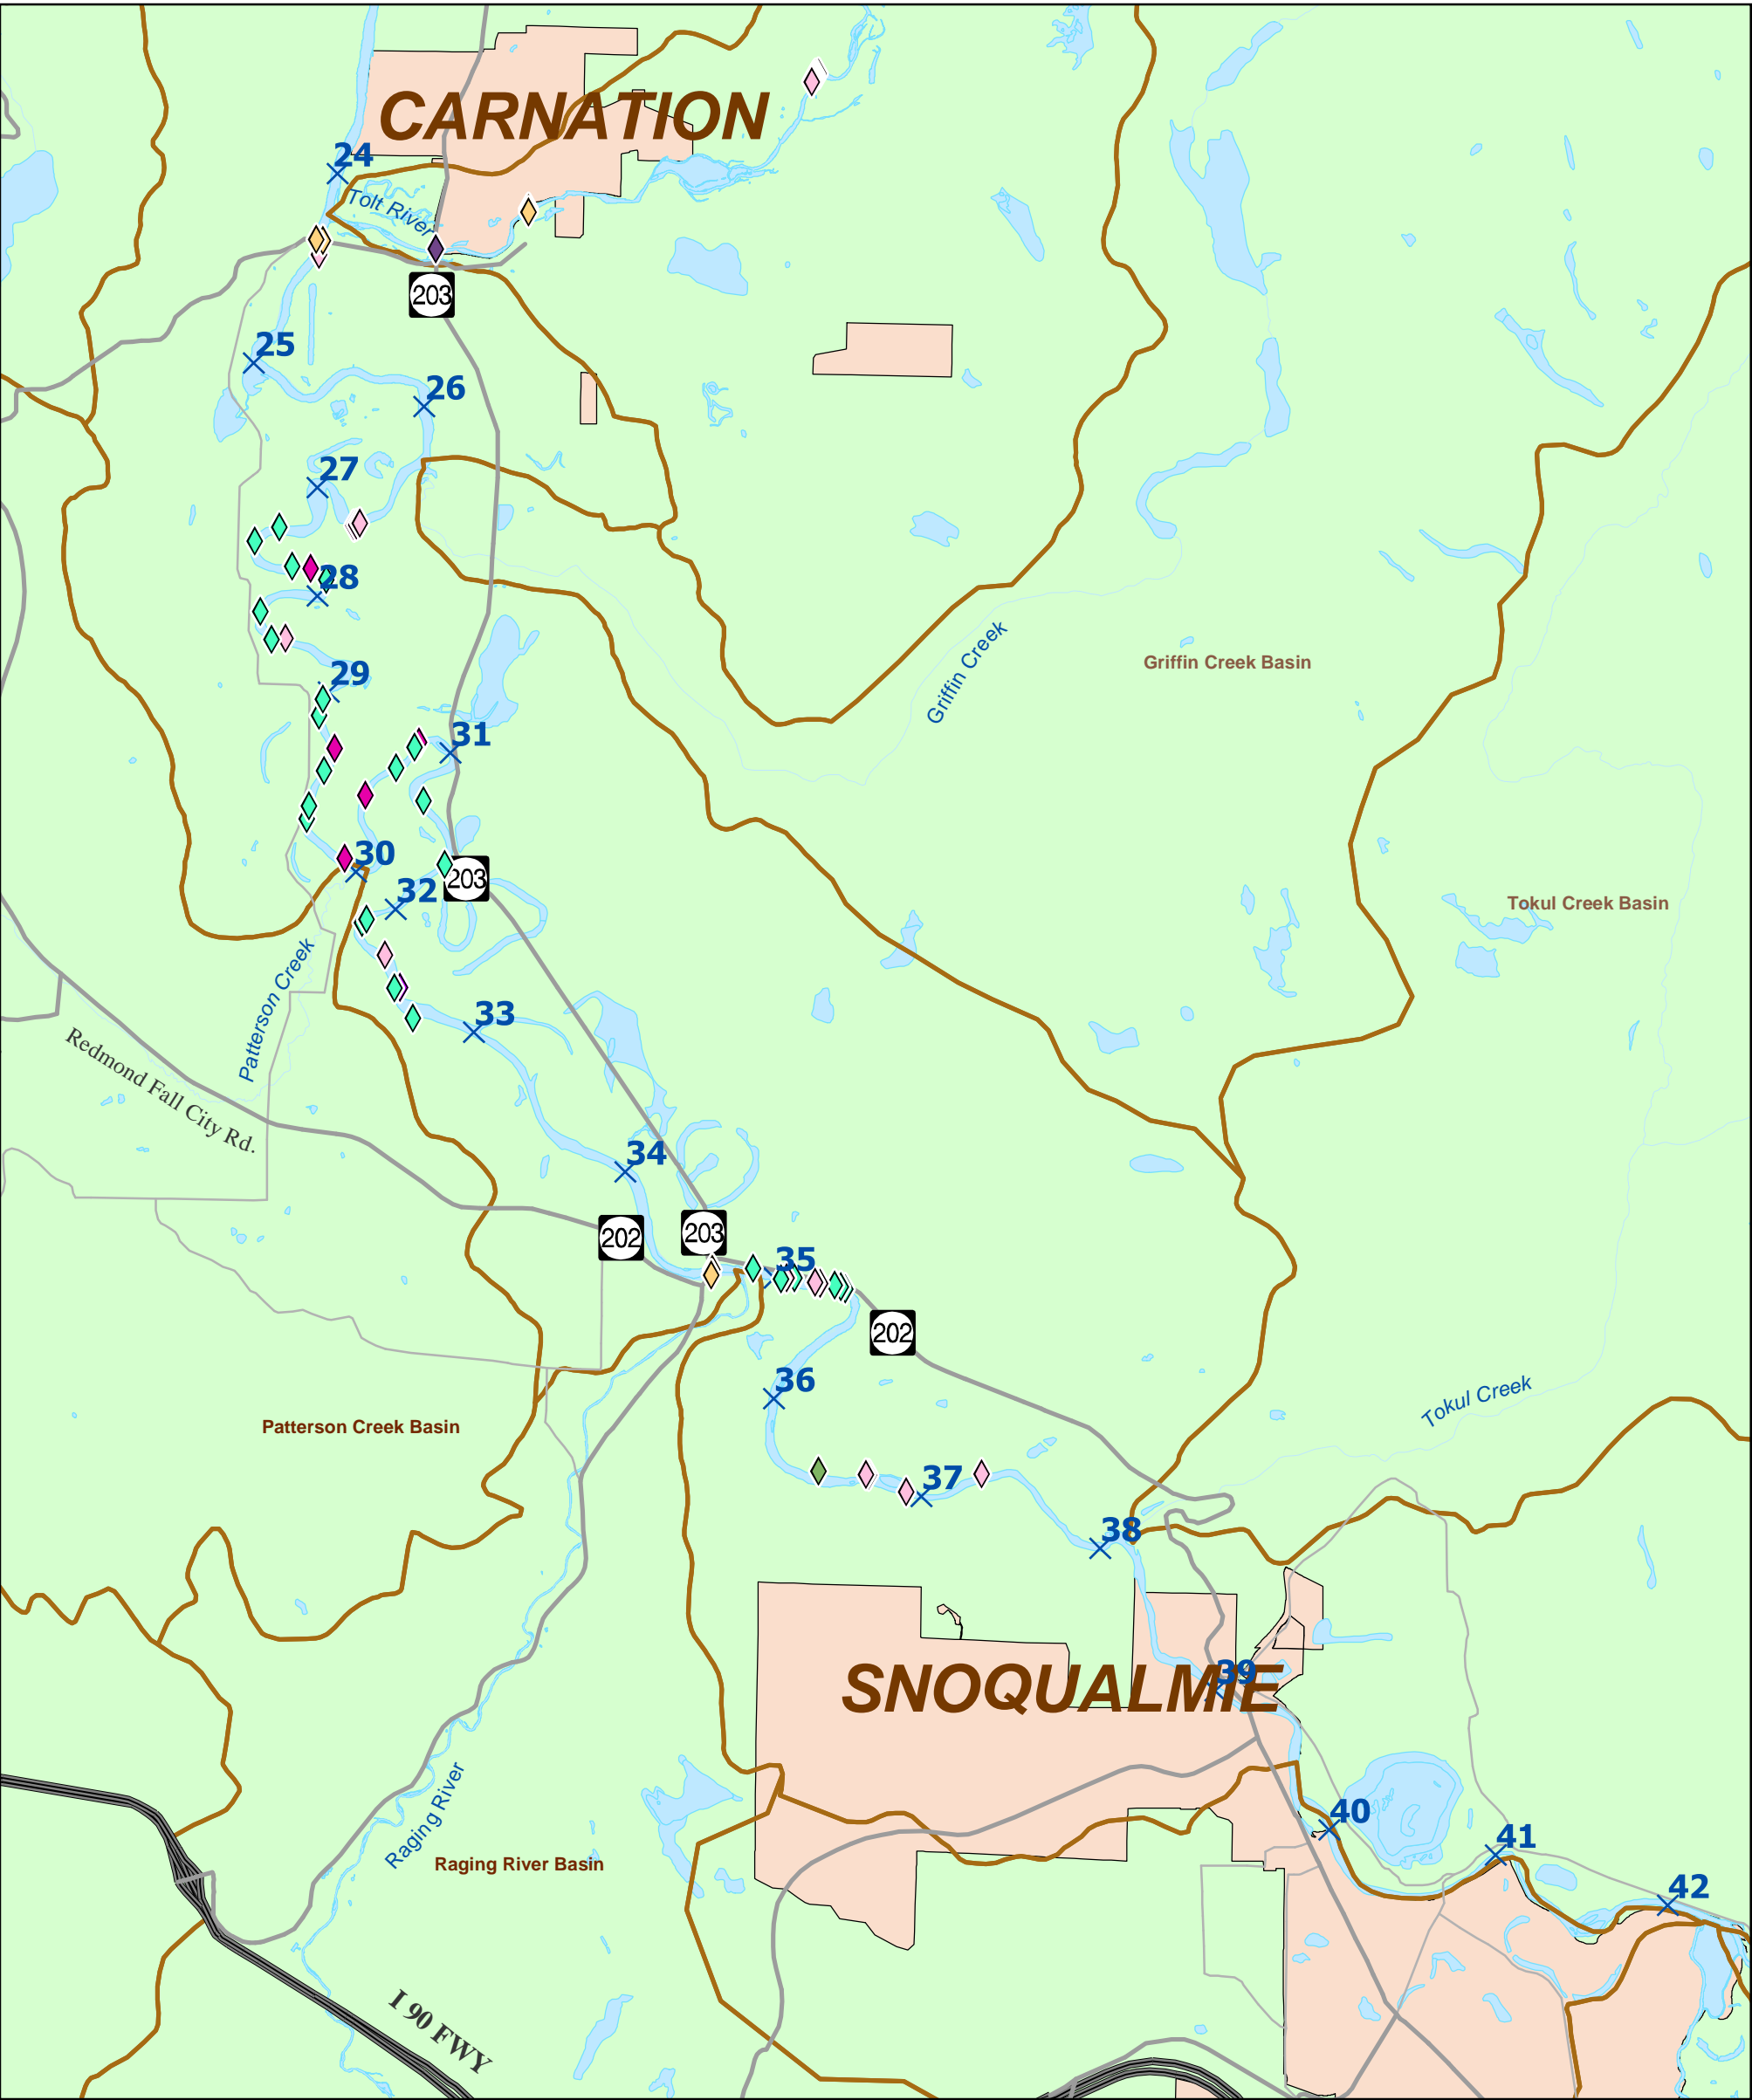 CARNATION
24
Tolt River
203
25
26
27
28
Griffin Creek
Griffin Creek Basin
29
31
30
203
32
Tokul Creek Basin
Patterson Creek
33
Redmond Fall City Rd.
34
202
203
35
202
36
Tokul Creek
Patterson Creek Basin
37
38
39
SNOQUALMIE
Raging River
40
41
Raging River Basin
42
I 90 FWY